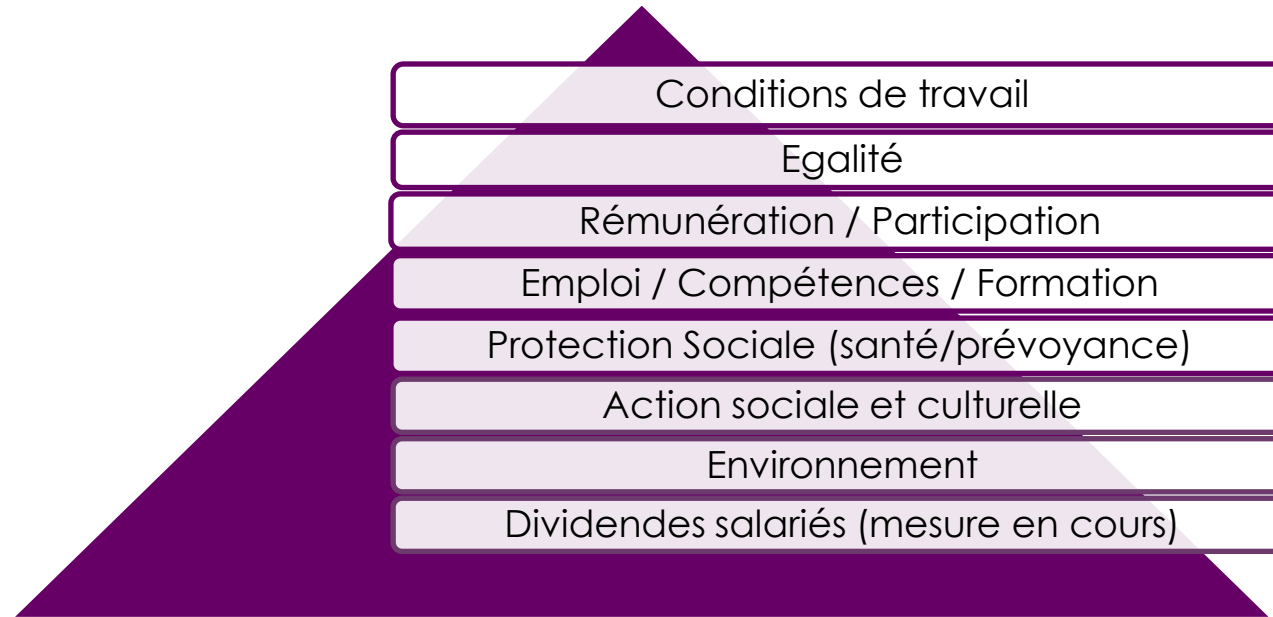 Conditions de travail
Egalité
Rémunération / Participation
Emploi / Compétences / Formation
Protection Sociale (santé/prévoyance)
Action sociale et culturelle
Environnement
Dividendes salariés (mesure en cours)